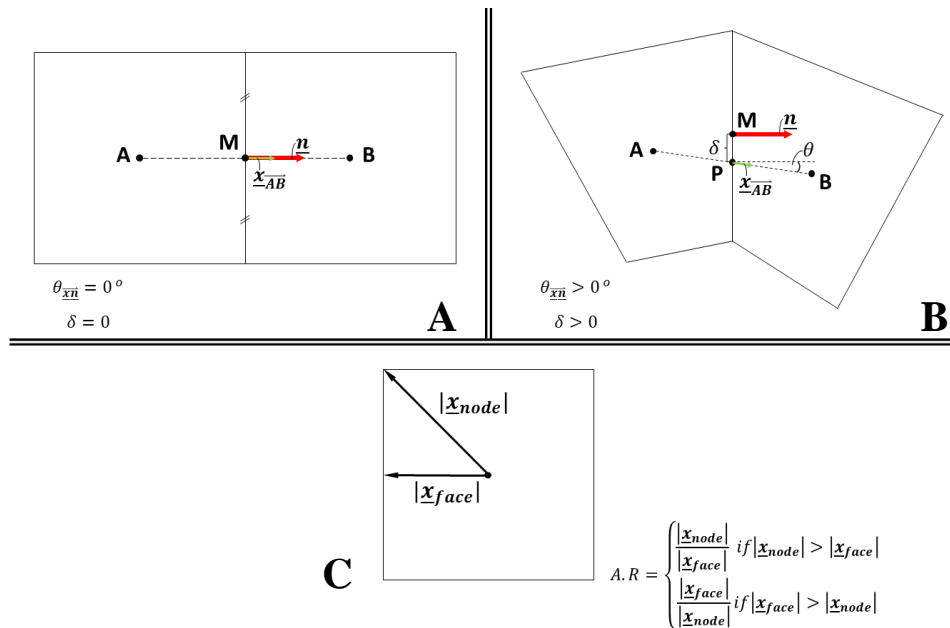 A M n B
x_AB
θ_xn = 0 °
δ = 0
A
M n
A δ θ
P x_AB B
θ_xn > 0 °
δ > 0
B
|x_node|
|x_face|
C
A.R = { |x_node| / |x_face| if |x_node| > |x_face|
|x_face| / |x_node| if |x_face| > |x_node|